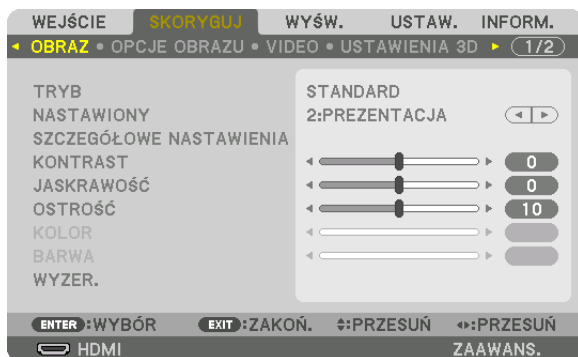 WEJŚCIE SKORYGUJ WYŚW. USTAW. INFORM.
◂ OBRAZ • OPCJE OBRAZU • VIDEO • USTAWIENIA 3D ▸ 1/2
TRYB STANDARD
NASTAWIONY 2:PREZENTACJA
SZCZEGÓŁOWE NASTAWIENIA
KONTRAST 0
JASKRAWOŚĆ 0
OSTROŚĆ 10
KOLOR
BARWA
WYZER.
ENTER :WYBÓR EXIT :ZAKOŃ. :PRZESUŃ :PRZESUŃ
HDMI ZAAWANS.